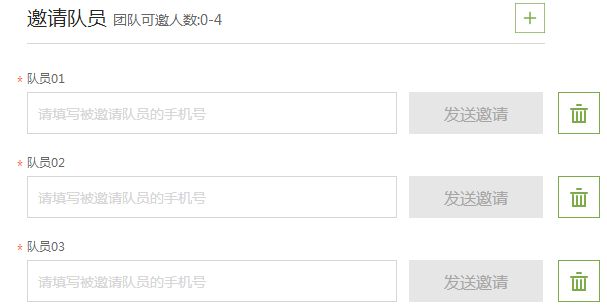 邀请队员 团队可邀人数:0-4
* 队员01
请填写被邀请队员的手机号 发送邀请
* 队员02
请填写被邀请队员的手机号 发送邀请
* 队员03
请填写被邀请队员的手机号 发送邀请